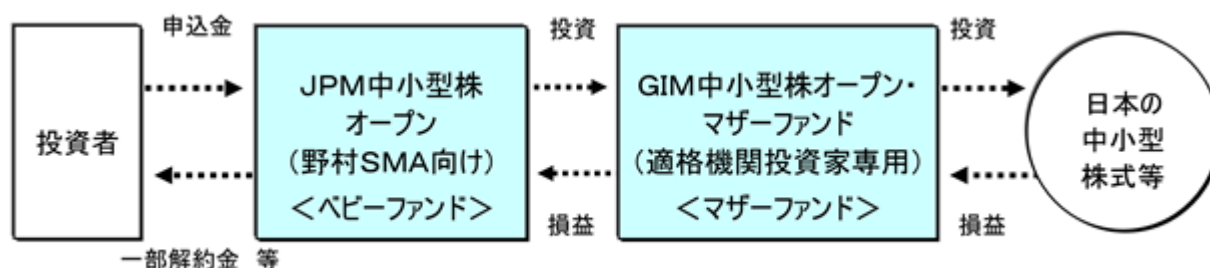 申込金
投資
投資
投資者
JPM中小型株
オープン
（野村SMA向け）
＜ベビーファンド＞
GIM中小型株オープン・
マザーファンド
（適格機関投資家専用）
＜マザーファンド＞
日本の
中小型
株式等
一部解約金 等
損益
損益